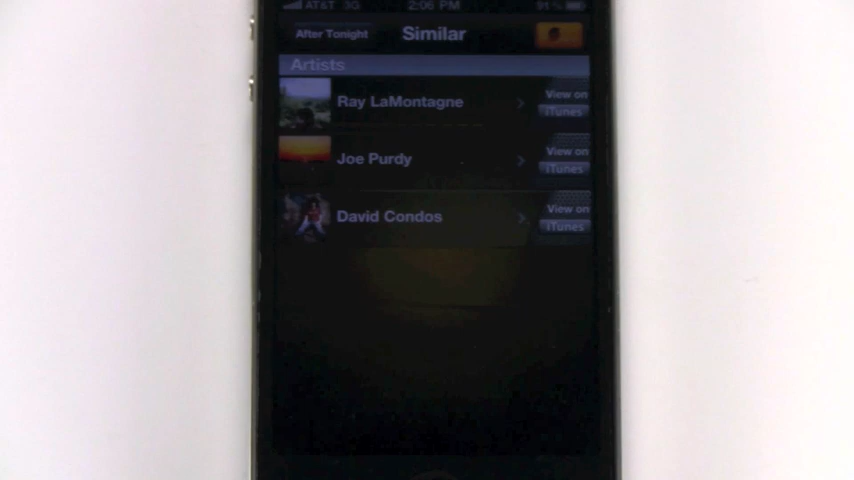 AT&T 3G 2:06 PM 91%
After Tonight Similar
Artists
Ray LaMontagne
View on
iTunes
Joe Purdy
View on
iTunes
David Condos
View on
iTunes